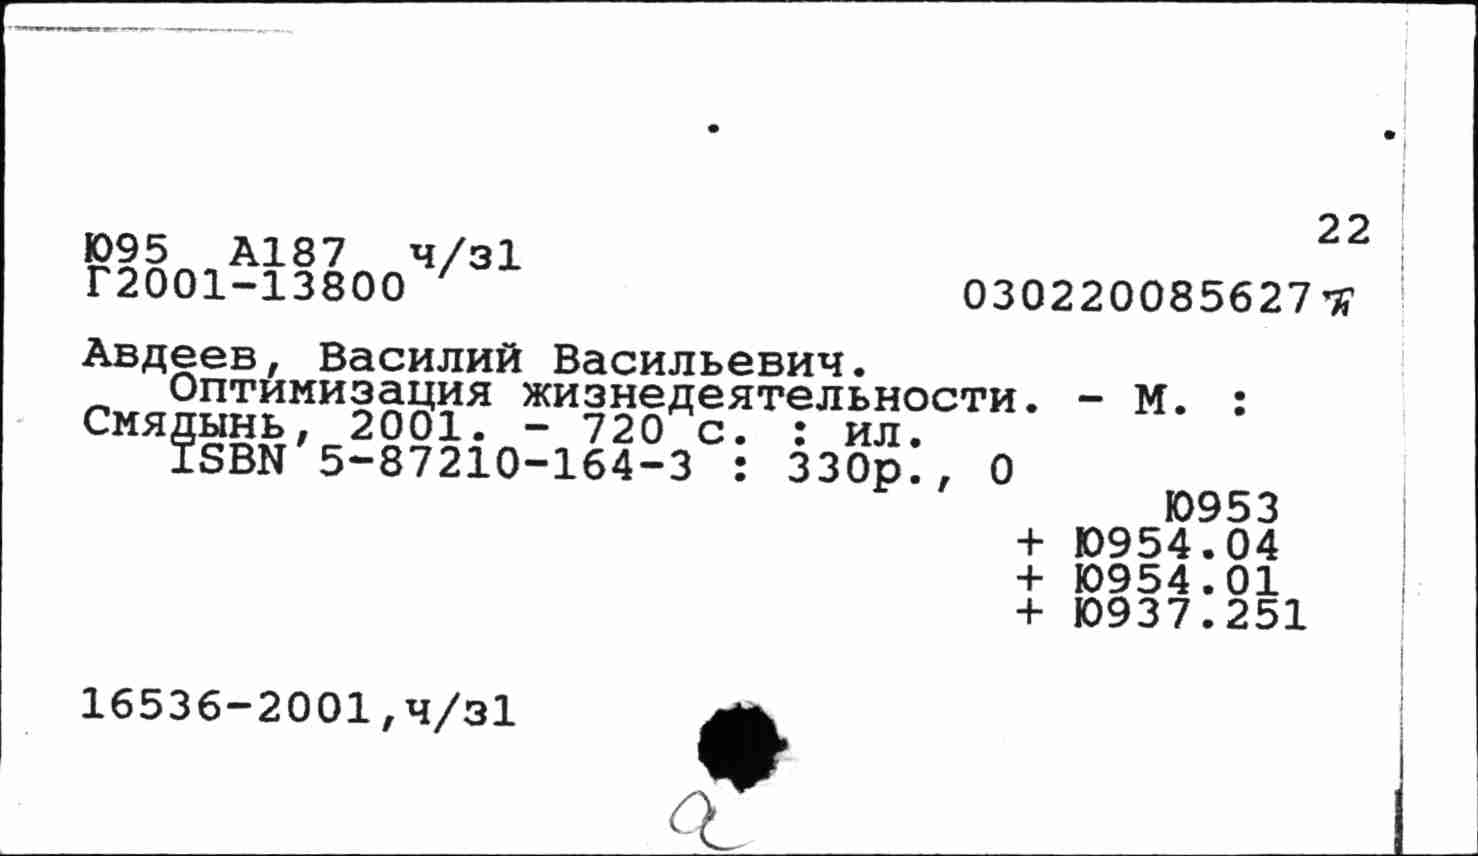 22
Ю95 А187 ч/з1
Г2001-13800
030220085627
Авдеев, Василий Васильевич.
Оптимизация жизнедеятельности. - М. :
Смядынь, 2001. - 720 с. : ил.
ISBN 5-87210-164-3 : 330р., 0
Ю953
+ Ю954.04
+ Ю954.01
+ Ю937.251
16536-2001,ч/з1
a